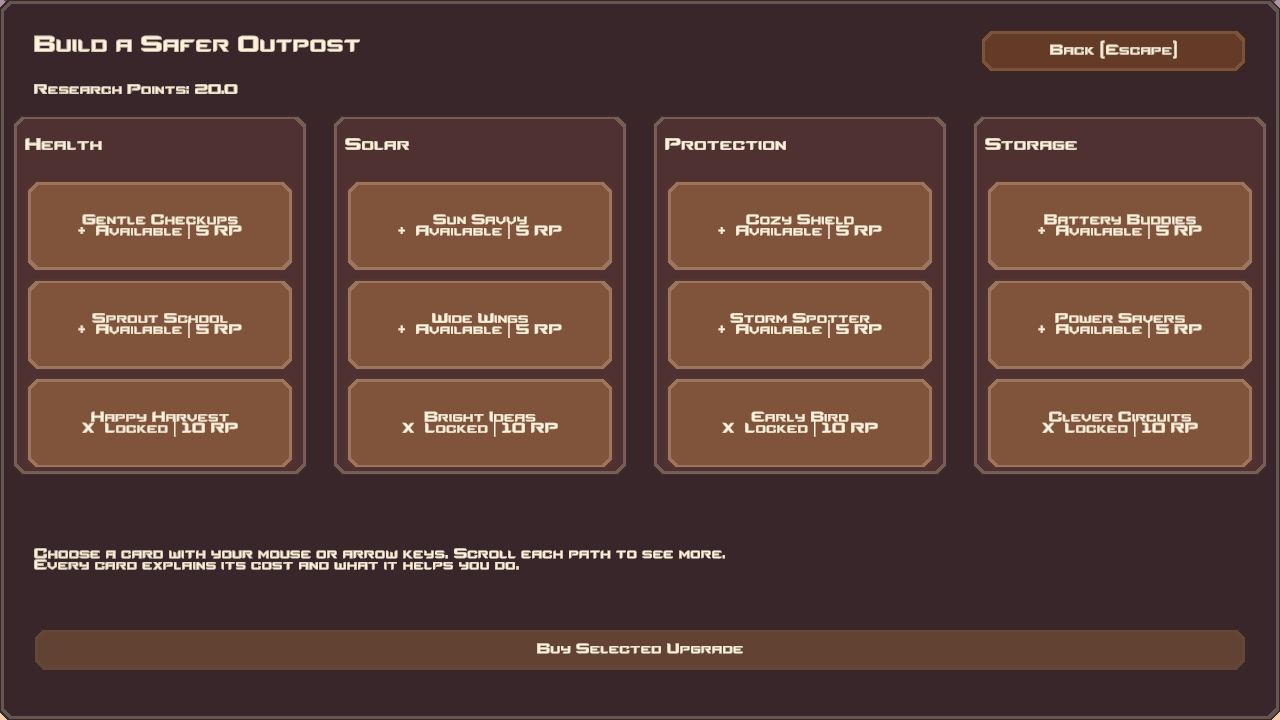 Build a Safer Outpost
Back (Escape)
Research Points: 20.0
Health
Gentle Checkups
+ Available | 5 RP
Sprout School
+ Available | 5 RP
Happy Harvest
X Locked | 10 RP
Solar
Sun Savvy
+ Available | 5 RP
Wide Wings
+ Available | 5 RP
Bright Ideas
X Locked | 10 RP
Protection
Cozy Shield
+ Available | 5 RP
Storm Spotter
+ Available | 5 RP
Early Bird
X Locked | 10 RP
Storage
Battery Buddies
+ Available | 5 RP
Power Savers
+ Available | 5 RP
Clever Circuits
X Locked | 10 RP
Choose a card with your mouse or arrow keys. Scroll each path to see more.
Every card explains its cost and what it helps you do.
Buy Selected Upgrade